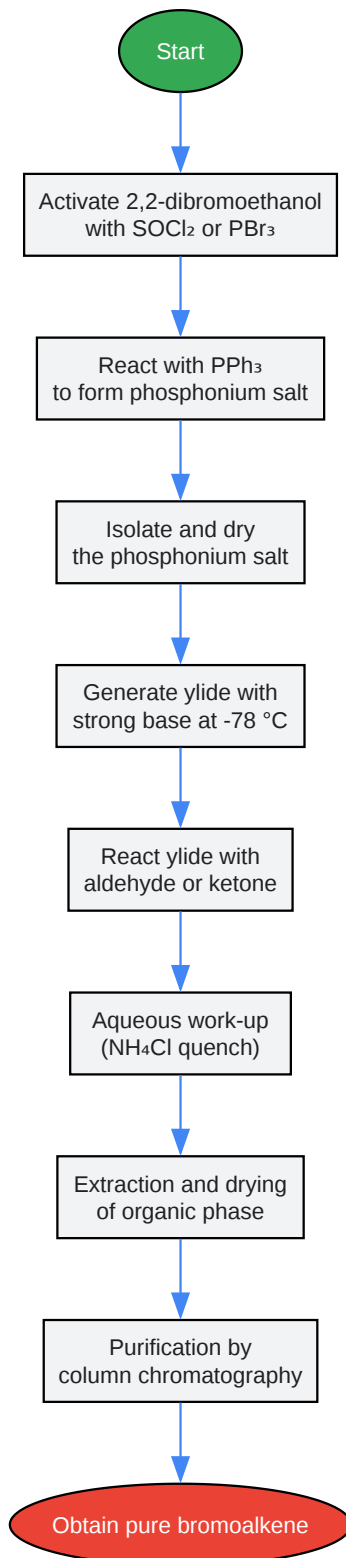 Start
Activate 2,2-dibromoethanol
with SOCl₂ or PBr₃
React with PPh₃
to form phosphonium salt
Isolate and dry
the phosphonium salt
Generate ylide with
strong base at -78 °C
React ylide with
aldehyde or ketone
Aqueous work-up
(NH₄Cl quench)
Extraction and drying
of organic phase
Purification by
column chromatography
Obtain pure bromoalkene